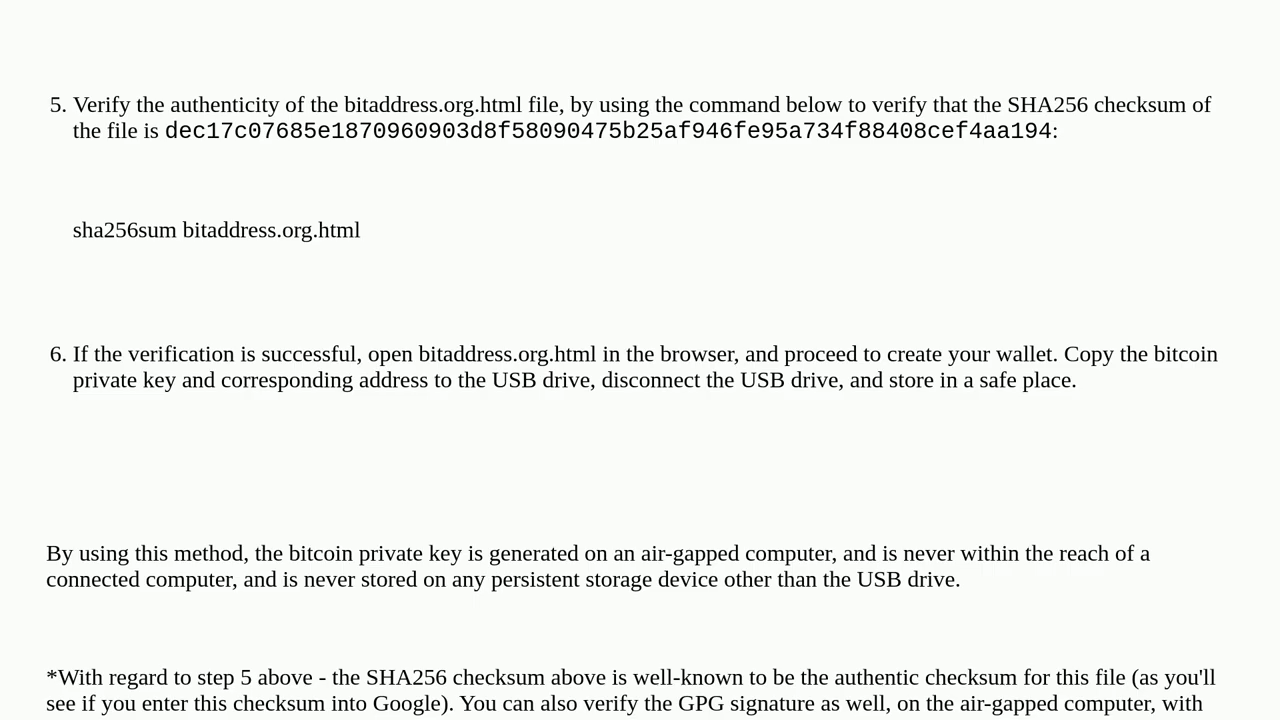 5. Verify the authenticity of the bitaddress.org.html file, by using the command below to verify that the SHA256 checksum of
the file is dec17c07685e1870960903d8f58090475b25af946fe95a734f88408cef4aa194:
sha256sum bitaddress.org.html
6. If the verification is successful, open bitaddress.org.html in the browser, and proceed to create your wallet. Copy the bitcoin
private key and corresponding address to the USB drive, disconnect the USB drive, and store in a safe place.
By using this method, the bitcoin private key is generated on an air-gapped computer, and is never within the reach of a
connected computer, and is never stored on any persistent storage device other than the USB drive.
*With regard to step 5 above - the SHA256 checksum above is well-known to be the authentic checksum for this file (as you'll
see if you enter this checksum into Google). You can also verify the GPG signature as well, on the air-gapped computer, with